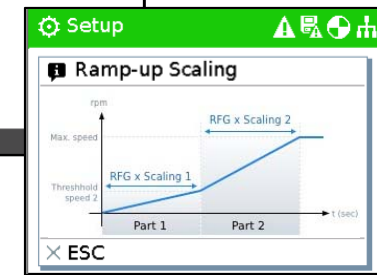 Setup
Ramp-up Scaling
rpm
RFG x Scaling 2
Max. speed
RFG x Scaling 1
Threshhold
speed 2
t (sec)
Part 1
Part 2
ESC